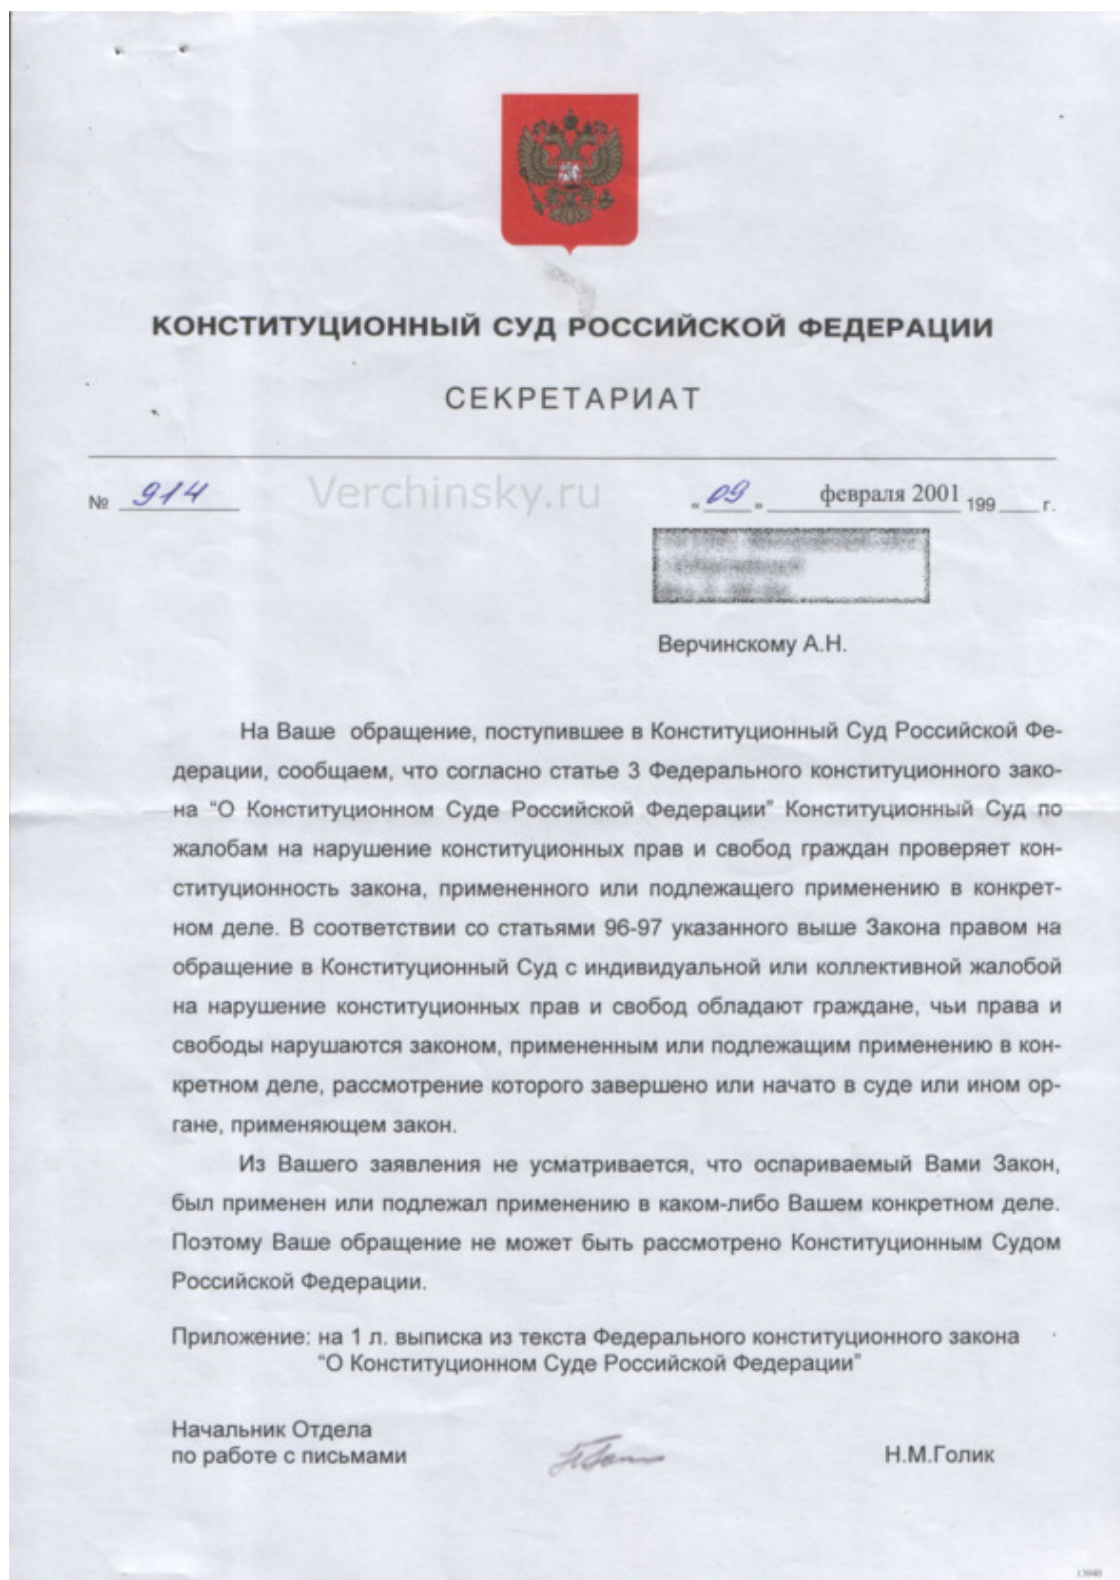 КОНСТИТУЦИОННЫЙ СУД РОССИЙСКОЙ ФЕДЕРАЦИИ
СЕКРЕТАРИАТ
№ 914 Verchinsky.ru « 09 » февраля 2001 199 г.
Верчинскому А.Н.
На Ваше обращение, поступившее в Конституционный Суд Российской Фе-
дерации, сообщаем, что согласно статье 3 Федерального конституционного зако-
на “О Конституционном Суде Российской Федерации” Конституционный Суд по
жалобам на нарушение конституционных прав и свобод граждан проверяет кон-
ституционность закона, примененного или подлежащего применению в конкрет-
ном деле. В соответствии со статьями 96-97 указанного выше Закона правом на
обращение в Конституционный Суд с индивидуальной или коллективной жалобой
на нарушение конституционных прав и свобод обладают граждане, чьи права и
свободы нарушаются законом, примененным или подлежащим применению в кон-
кретном деле, рассмотрение которого завершено или начато в суде или ином ор-
гане, применяющем закон.
Из Вашего заявления не усматривается, что оспариваемый Вами Закон,
был применен или подлежал применению в каком-либо Вашем конкретном деле.
Поэтому Ваше обращение не может быть рассмотрено Конституционным Судом
Российской Федерации.
Приложение: на 1 л. выписка из текста Федерального конституционного закона
“О Конституционном Суде Российской Федерации”
Начальник Отдела
по работе с письмами Н.М.Голик